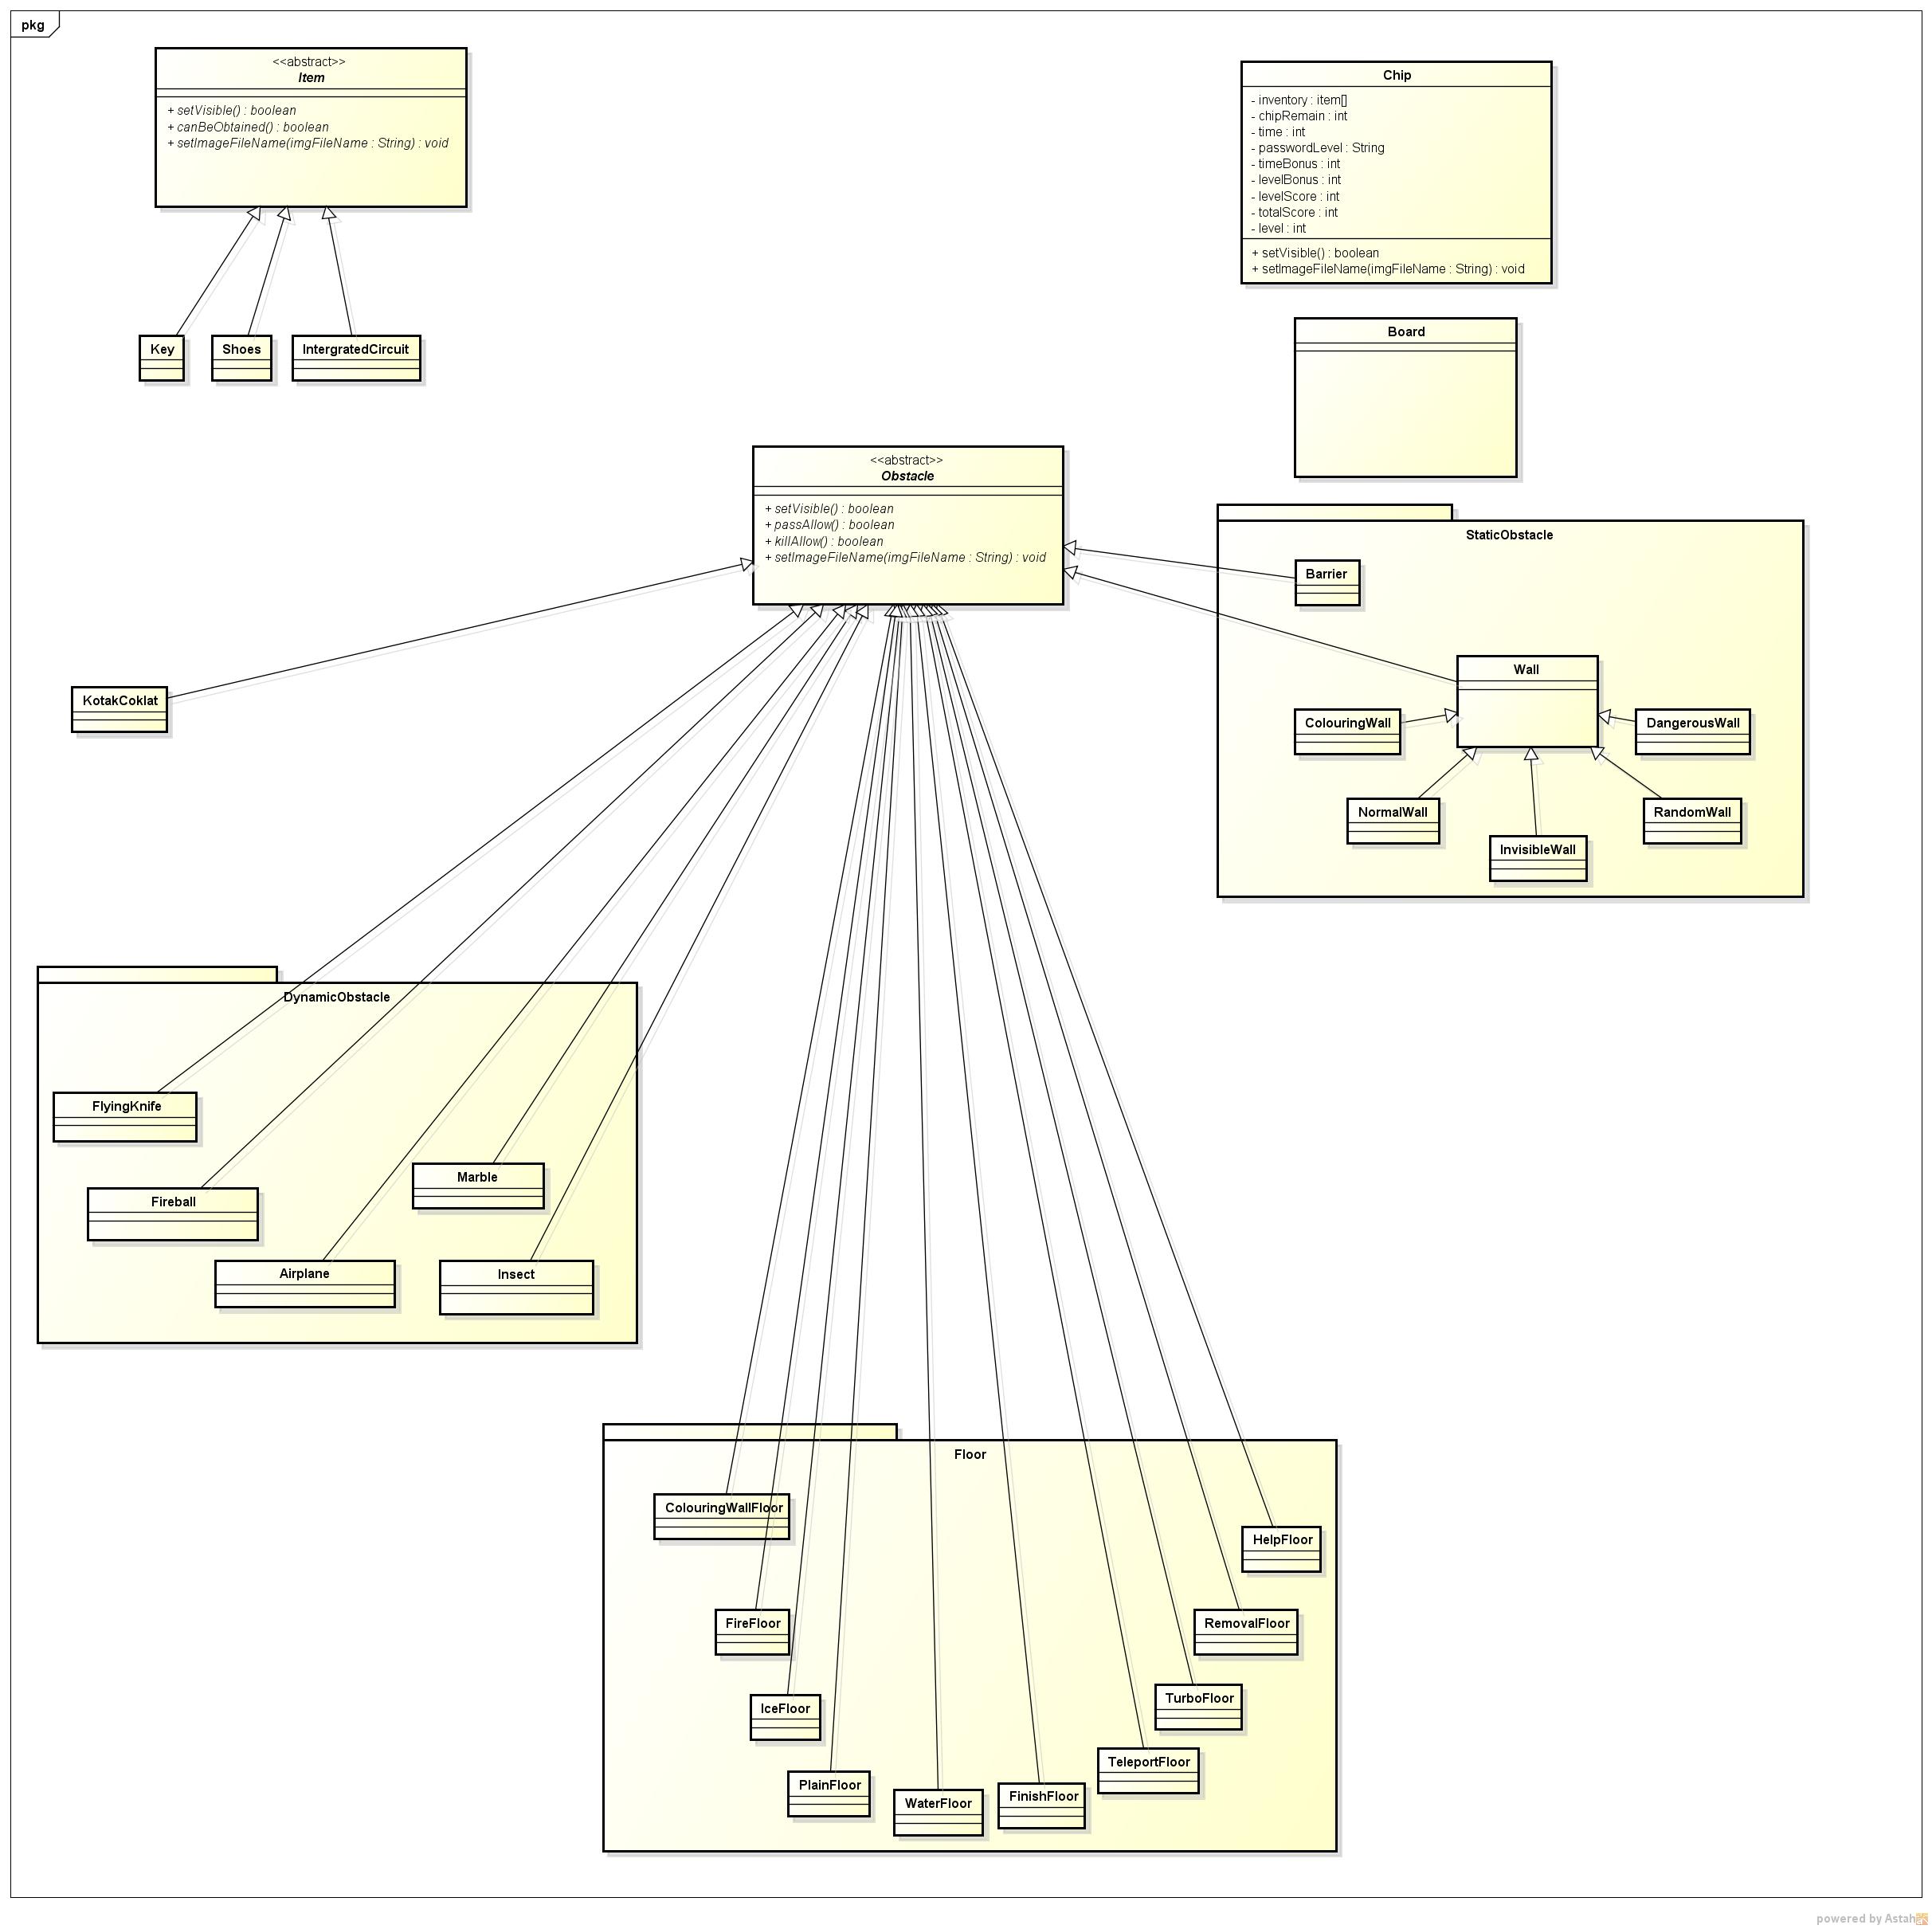 pkg
<<abstract>>
Item
+ setVisible() : boolean
+ canBeObtained() : boolean
+ setImageFileName(imgFileName : String) : void
Chip
- inventory : item[]
- chipRemain : int
- time : int
- passwordLevel : String
- timeBonus : int
- levelBonus : int
- levelScore : int
- totalScore : int
- level : int
+ setVisible() : boolean
+ setImageFileName(imgFileName : String) : void
Key
Shoes
IntergratedCircuit
Board
<<abstract>>
Obstacle
+ setVisible() : boolean
+ passAllow() : boolean
+ killAllow() : boolean
+ setImageFileName(imgFileName : String) : void
StaticObstacle
Barrier
Wall
ColouringWall
DangerousWall
NormalWall
RandomWall
InvisibleWall
KotakCoklat
DynamicObstacle
FlyingKnife
Marble
Fireball
Airplane
Insect
Floor
ColouringWallFloor
HelpFloor
FireFloor
RemovalFloor
IceFloor
TurboFloor
TeleportFloor
PlainFloor
WaterFloor
FinishFloor
powered by Astah